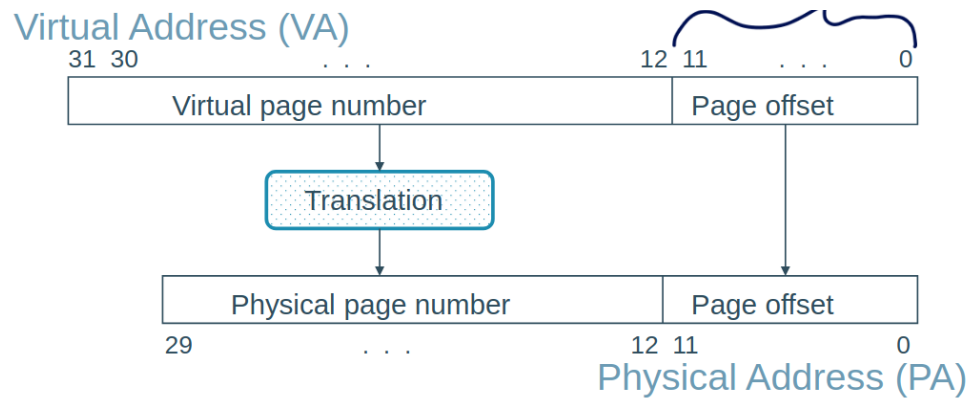 Virtual Address (VA)
31 30 . . . 12 11 . . . 0
Virtual page number Page offset
Translation
Physical page number Page offset
29 . . . 12 11 0
Physical Address (PA)